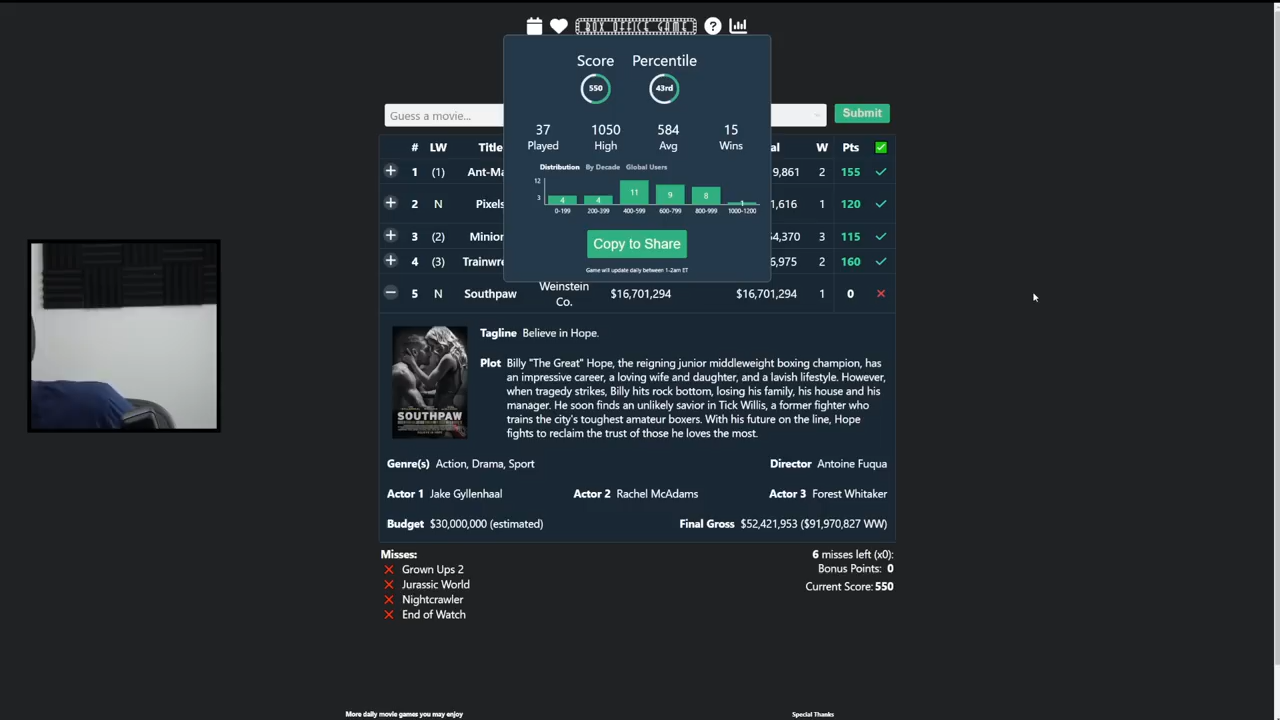 BOX OFFICE GAME
?
Score
Percentile
550
43rd
37
1050
584
15
Played
High
Avg
Wins
Distribution By Decade Global Users
12
3
4
4
11
9
8
1
0-199
200-399
400-599
600-799
800-999
1000-1200
Copy to Share
Game will update daily between 1-2am ET
Guess a movie...
Submit
# LW Title al W Pts
1 (1) Ant-Ma 9,861 2 155
2 N Pixels 1,616 1 120
3 (2) Minion 4,370 3 115
4 (3) Trainwre 6,975 2 160
5 N Southpaw Weinstein Co. $16,701,294 $16,701,294 1 0
SOUTHPAW
Tagline Believe in Hope.
Plot Billy "The Great" Hope, the reigning junior middleweight boxing champion, has
an impressive career, a loving wife and daughter, and a lavish lifestyle. However,
when tragedy strikes, Billy hits rock bottom, losing his family, his house and his
manager. He soon finds an unlikely savior in Tick Willis, a former fighter who
trains the city's toughest amateur boxers. With his future on the line, Hope
fights to reclaim the trust of those he loves the most.
Genre(s) Action, Drama, Sport
Director Antoine Fuqua
Actor 1 Jake Gyllenhaal
Actor 2 Rachel McAdams
Actor 3 Forest Whitaker
Budget $30,000,000 (estimated)
Final Gross $52,421,953 ($91,970,827 WW)
Misses:
Grown Ups 2
Jurassic World
Nightcrawler
End of Watch
6 misses left (x0):
Bonus Points: 0
Current Score: 550
More daily movie games you may enjoy
Special Thanks